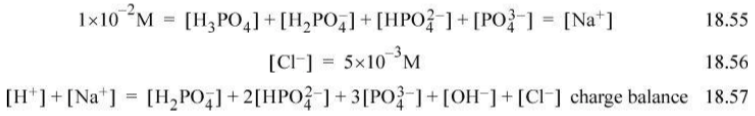 1×10⁻²M = [H₃PO₄] + [H₂PO₄⁻] + [HPO₄²⁻] + [PO₄³⁻] = [Na⁺] 18.55
[Cl⁻] = 5×10⁻³M 18.56
[H⁺] + [Na⁺] = [H₂PO₄⁻] + 2[HPO₄²⁻] + 3[PO₄³⁻] + [OH⁻] + [Cl⁻] charge balance 18.57